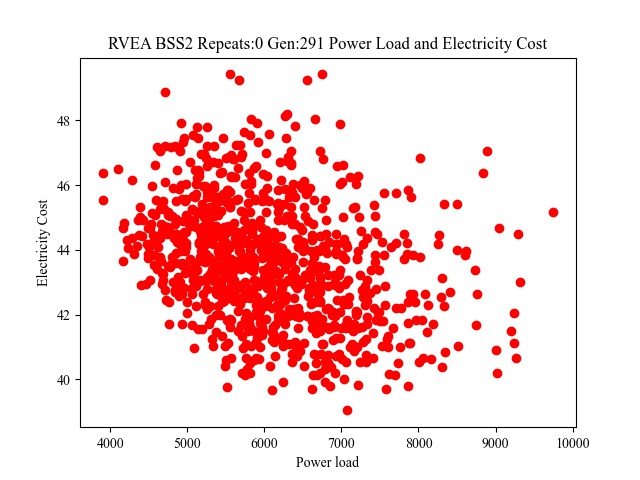 RVEA BSS2 Repeats:0 Gen:291 Power Load and Electricity Cost
Electricity Cost
48
46
44
42
40
4000 5000 6000 7000 8000 9000 10000
Power load